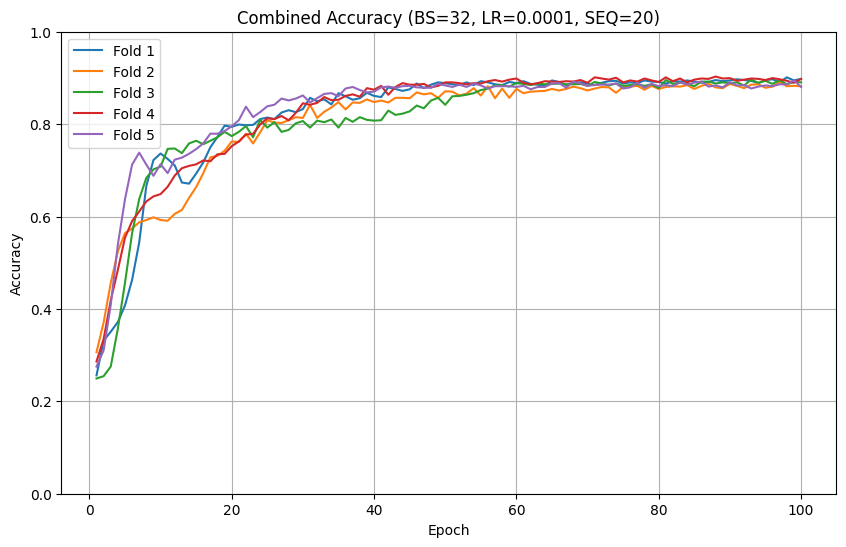 Combined Accuracy (BS=32, LR=0.0001, SEQ=20)
Fold 1
Fold 2
Fold 3
Fold 4
Fold 5
Accuracy
1.0
0.8
0.6
0.4
0.2
0.0
0 20 40 60 80 100
Epoch